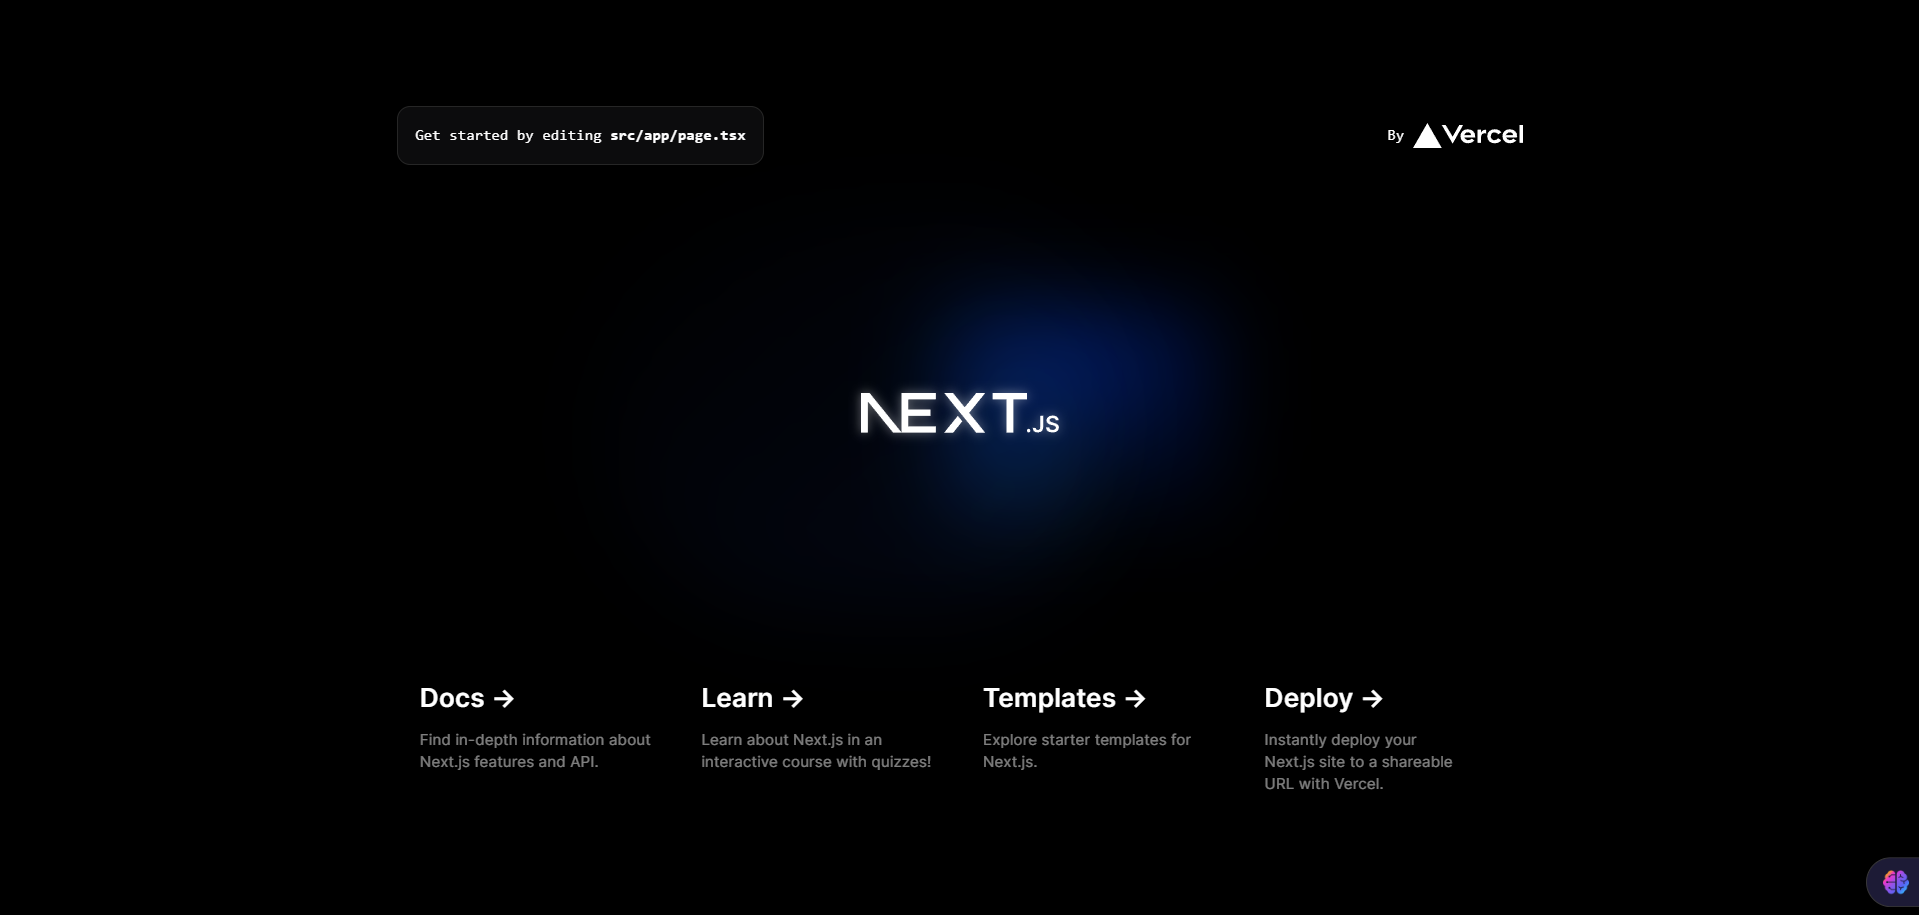 Get started by editing src/app/page.tsx
By Vercel
NEXT.JS
Docs →
Find in-depth information about
Next.js features and API.
Learn →
Learn about Next.js in an
interactive course with quizzes!
Templates →
Explore starter templates for
Next.js.
Deploy →
Instantly deploy your
Next.js site to a shareable
URL with Vercel.